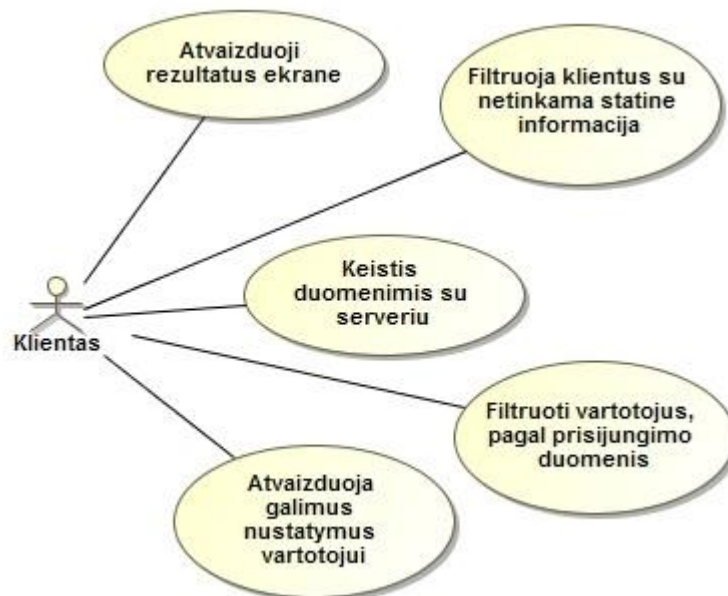 Atvaizduoji
rezultatus ekrane
Filtruoja klientus su
netinkama statine
informacija
Keistis
duomenimis su
serveriu
Klientas
Filtruoti vartotojus,
pagal prisijungimo
duomenis
Atvaizduoja
galimus
nustatymus
vartotojui